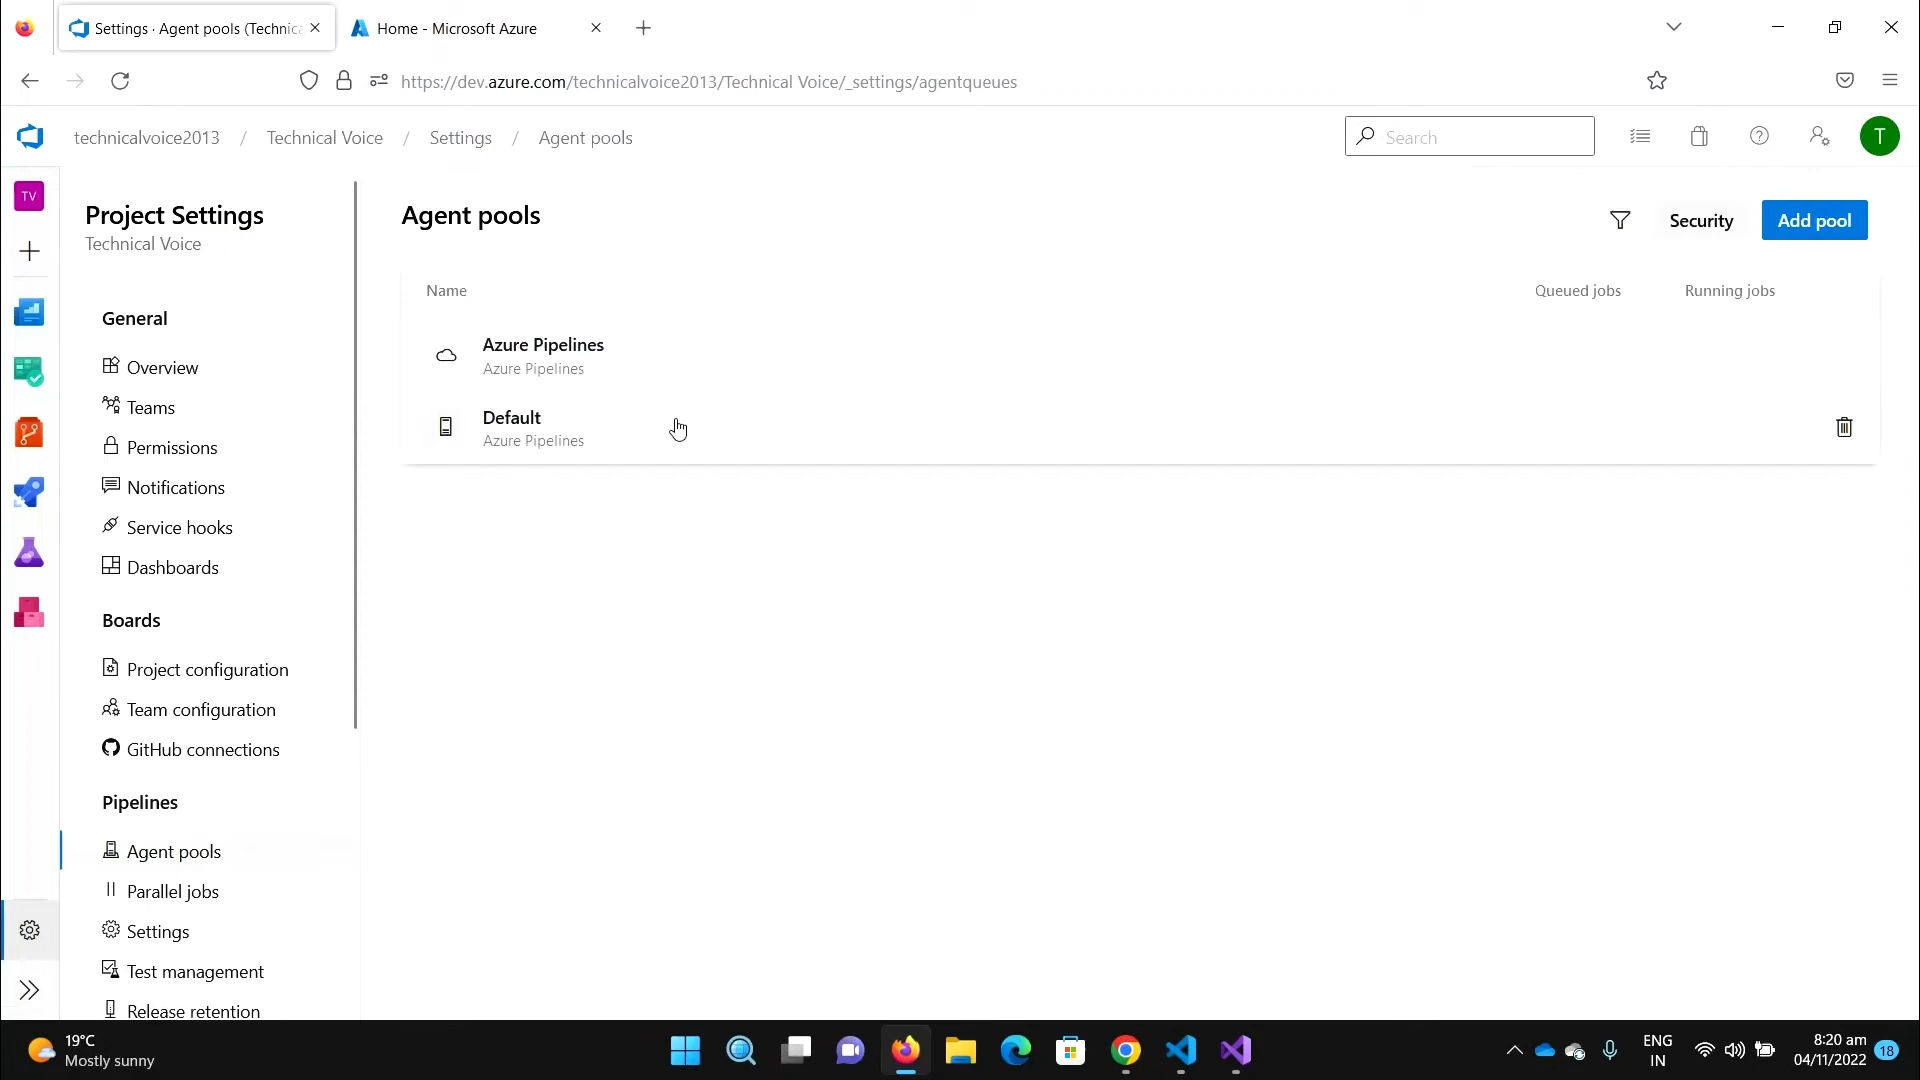 Settings · Agent pools (Technica
Home - Microsoft Azure
https://dev.azure.com/technicalvoice2013/Technical Voice/_settings/agentqueues
technicalvoice2013 / Technical Voice / Settings / Agent pools
Search
T
TV
Project Settings
Technical Voice
General
Overview
Teams
Permissions
Notifications
Service hooks
Dashboards
Boards
Project configuration
Team configuration
GitHub connections
Pipelines
Agent pools
Parallel jobs
Settings
Test management
Release retention
Agent pools
Security
Add pool
Name
Queued jobs
Running jobs
Azure Pipelines
Azure Pipelines
Default
Azure Pipelines
19°C
Mostly sunny
ENG
IN
8:20 am
04/11/2022
18